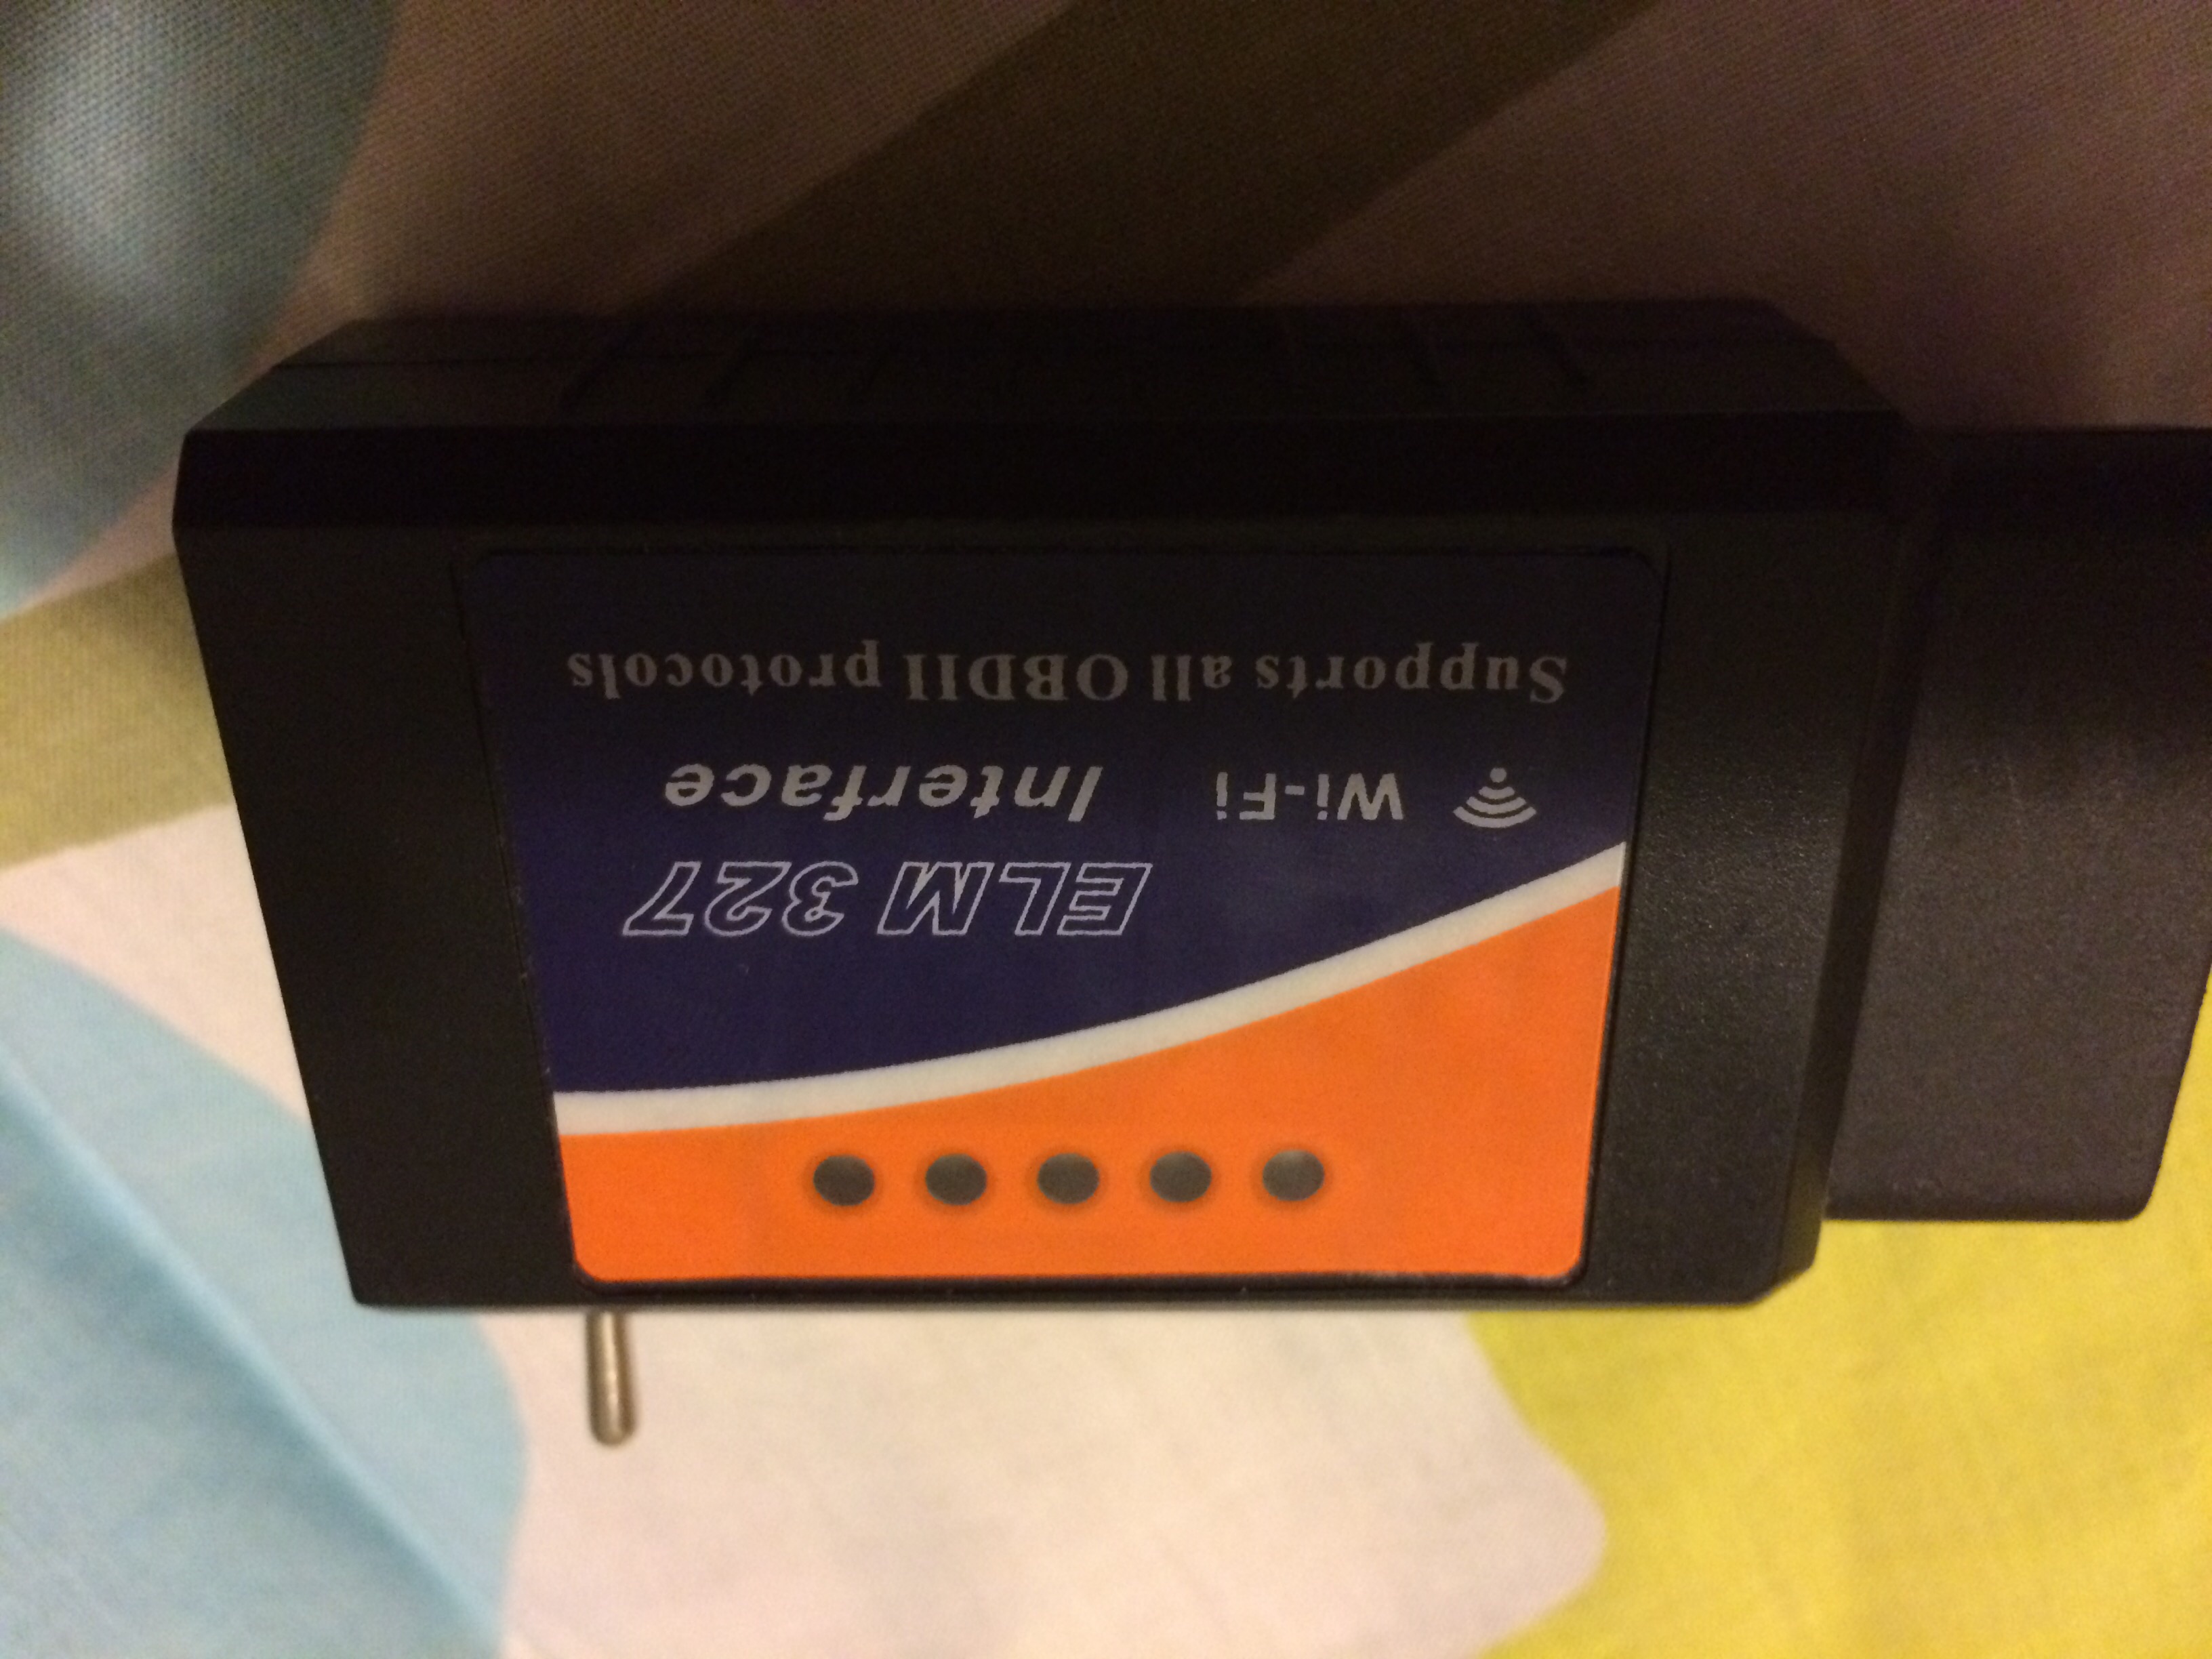 ELM 327
Wi-Fi Interface
Supports all OBDII protocols